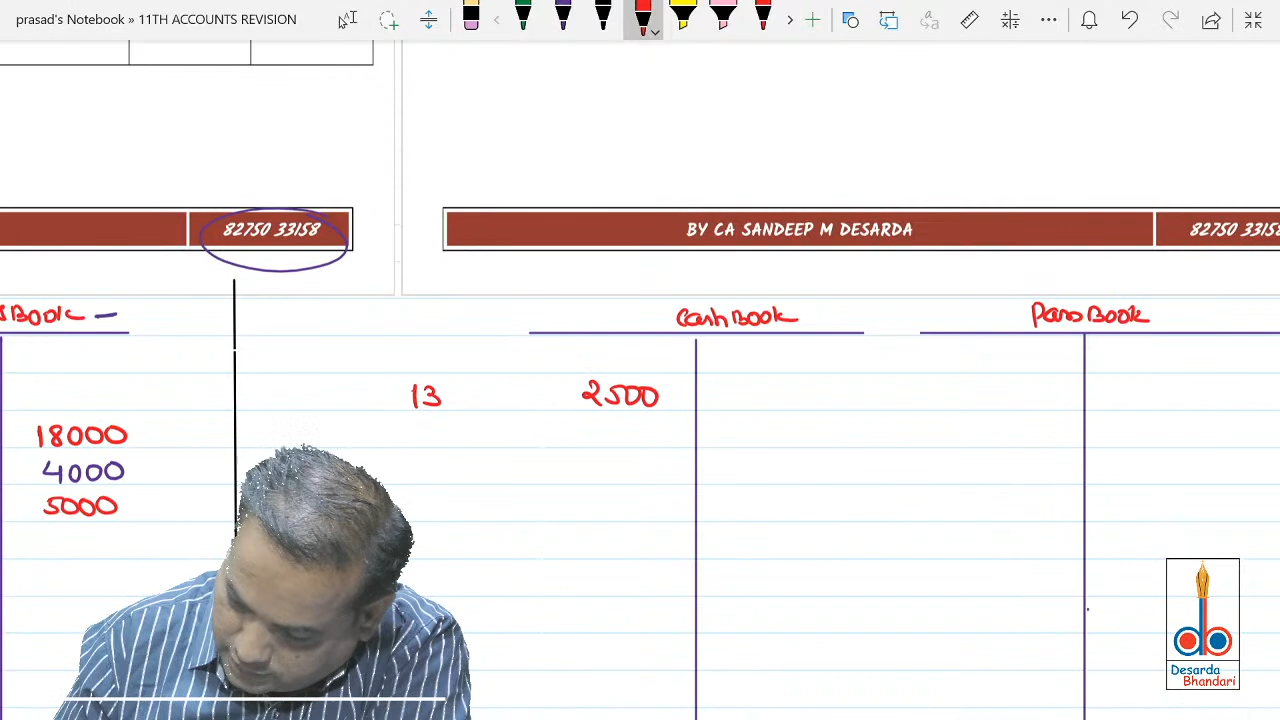 prasad's Notebook » 11TH ACCOUNTS REVISION
82750 33158
BY CA SANDEEP M DESARDA
82750 33158
Book -
Cash Book
Pass Book
13
2500
18000
4000
5000
Desarda
Bhandari